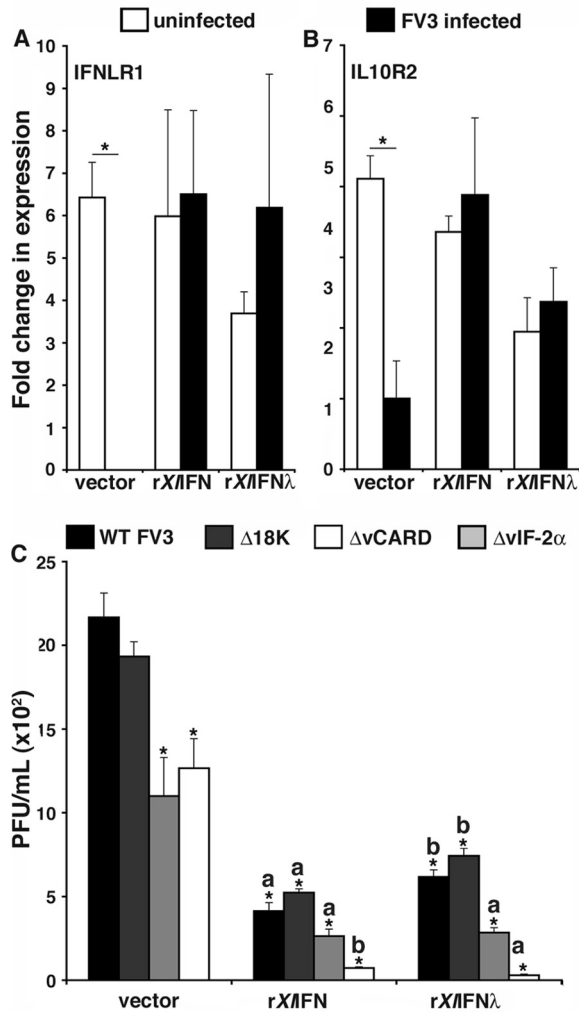 uninfected
FV3 infected
A
B
IFNLR1
IL10R2
Fold change in expression
10
9
8
7
6
5
4
3
2
1
0
*
vector
rXlIFN
rXlIFNλ
7
6
5
4
3
2
1
0
*
vector
rXlIFN
rXlIFNλ
C
WT FV3
Δ18K
ΔvCARD
ΔvIF-2α
PFU/mL (x10²)
25
20
15
10
5
0
* *
a a a b
* * * *
b b a a
* * * *
vector
rXlIFN
rXlIFNλ